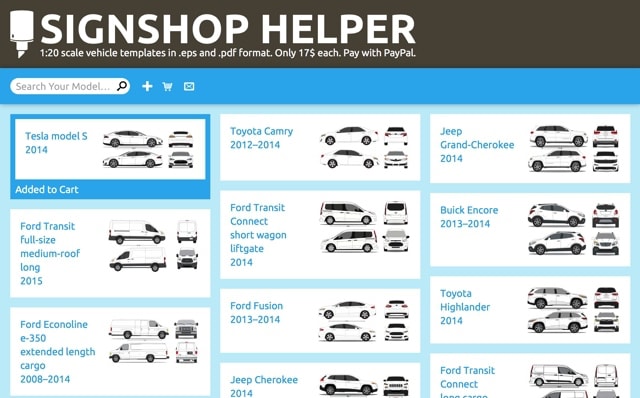 SIGNSHOP HELPER
1:20 scale vehicle templates in .eps and .pdf format. Only 17$ each. Pay with PayPal.
Search Your Model...
Tesla model S
2014
Added to Cart
Ford Transit
full-size
medium-roof
long
2015
Ford Econoline
e-350
extended length
cargo
2008–2014
Toyota Camry
2012–2014
Ford Transit
Connect
short wagon
liftgate
2014
Ford Fusion
2013–2014
Jeep Cherokee
2014
Jeep
Grand-Cherokee
2014
Buick Encore
2013–2014
Toyota
Highlander
2014
Ford Transit
Connect
long cargo